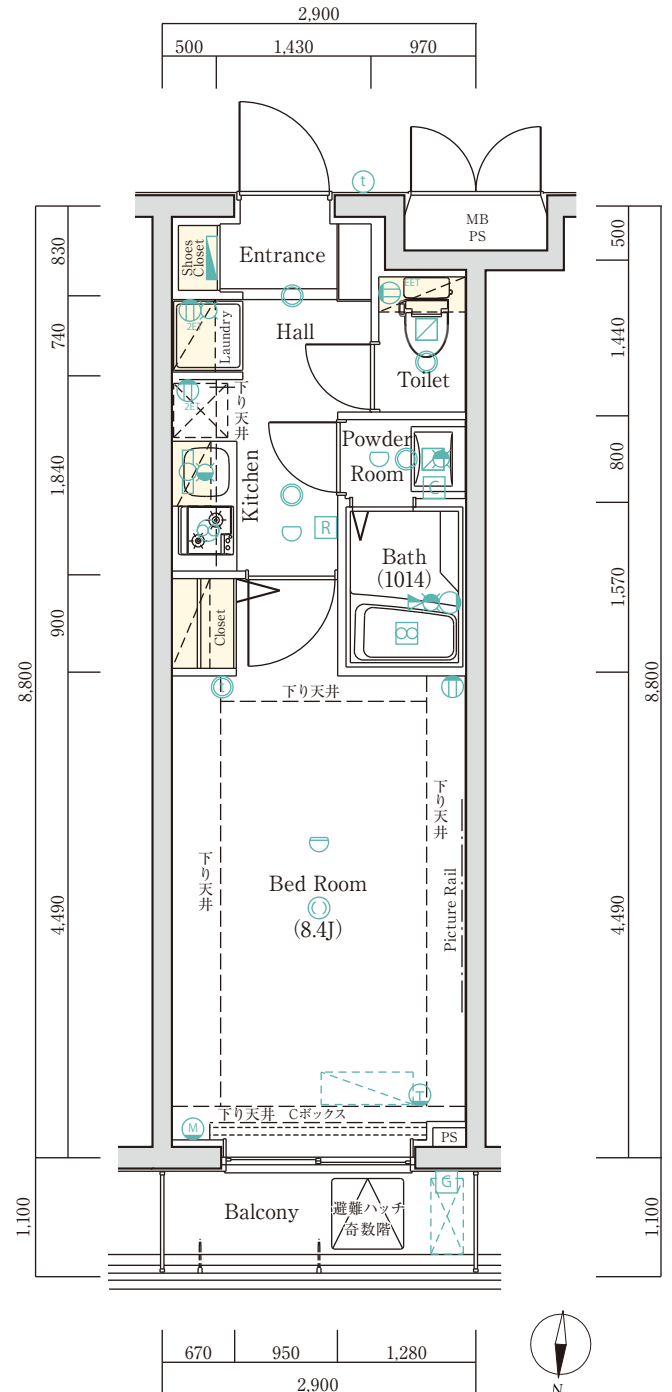 2,900
500 1,430 970
t
MB
PS
830
740
1,840
900
8,800
4,490
1,100
500
1,440
800
1,570
8,800
4,490
1,100
Shoes
Closet
Entrance
EET
2ET
Laundry
Hall
Toilet
2ET
下り天井
Powder
Room
Kitchen
C
R
Bath
(1014)
Closet
下り天井
下り天井
下り天井
Bed Room
(8.4J)
Picture Rail
T
下り天井 Cボックス
M
PS
G
Balcony
避難ハッチ
奇数階
670 950 1,280
2,900
N